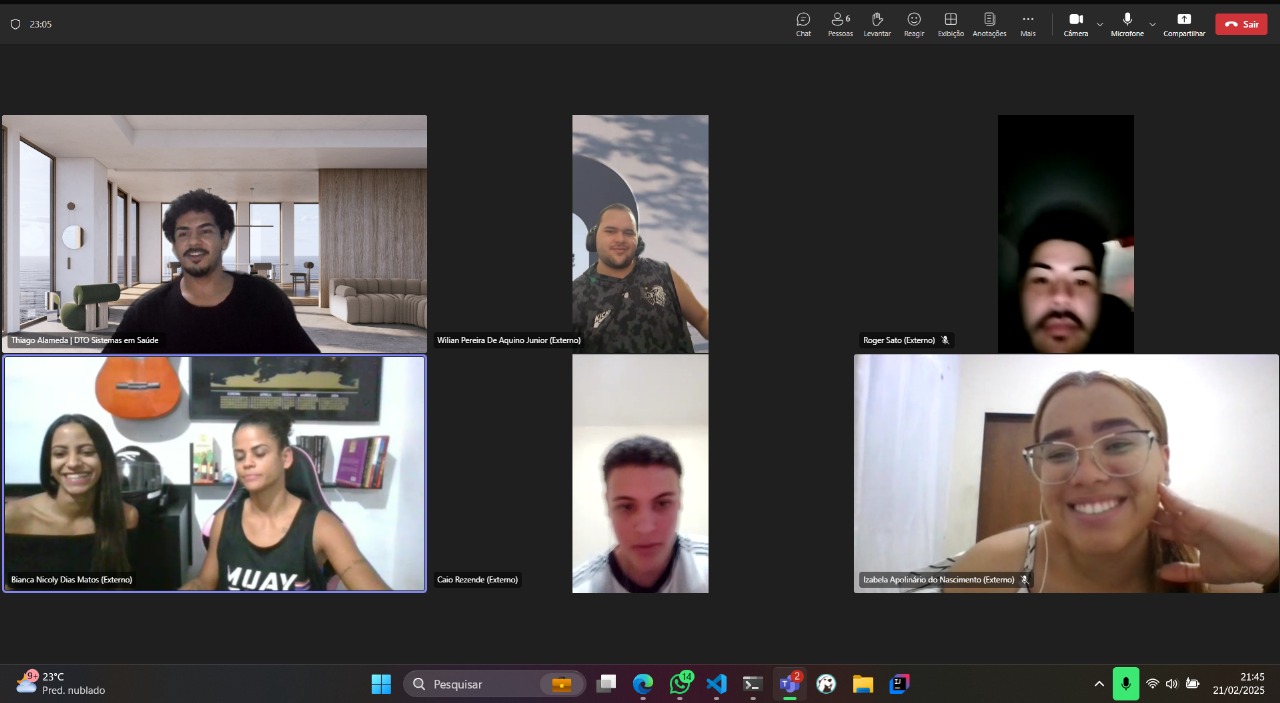 23:05
6
Chat
Pessoas
Levantar
Reagir
Exibição
Anotações
Mais
Câmera
Microfone
Compartilhar
Sair
Thiago Alameda | DTO Sistemas em Saúde
Wilian Pereira De Aquino Junior (Externo)
Roger Sato (Externo)
MUAY
Bianca Nicoly Dias Matos (Externo)
Caio Rezende (Externo)
Izabela Apolinário do Nascimento (Externo)
9+
23°C
Pred. nublado
Pesquisar
14
2
21:45
21/02/2025